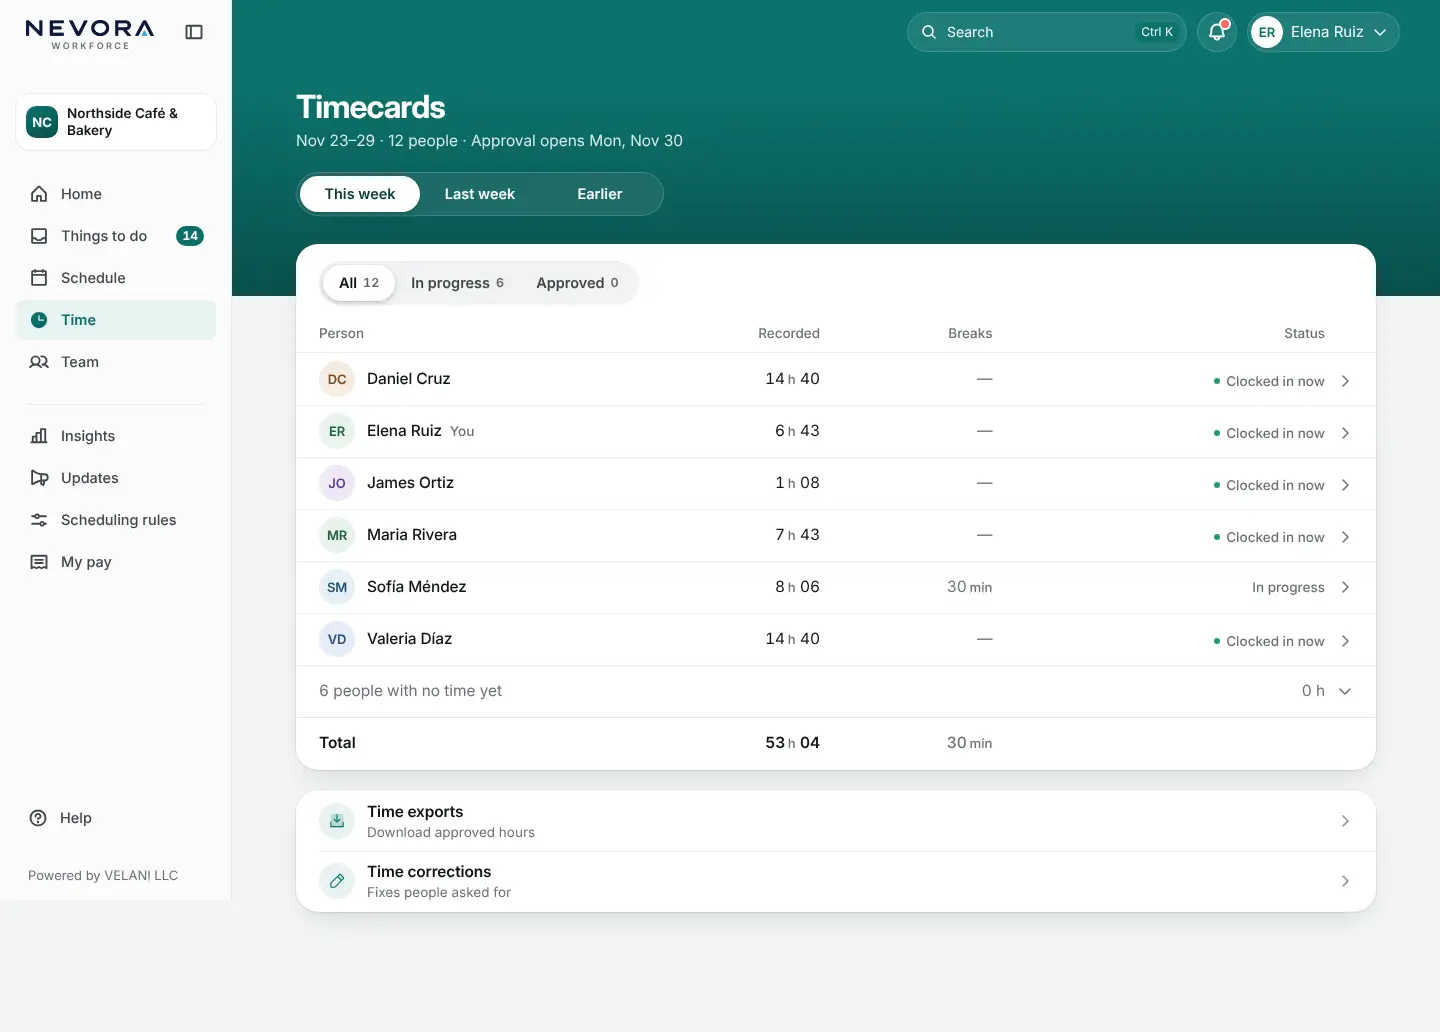 NEVORA
WORKFORCE
Search
Ctrl K
ER
Elena Ruiz
NC
Northside Café &
Bakery
Home
Things to do
14
Schedule
Time
Team
Insights
Updates
Scheduling rules
My pay
Help
Powered by VELANI LLC
Timecards
Nov 23–29 · 12 people · Approval opens Mon, Nov 30
This week
Last week
Earlier
All 12
In progress 6
Approved 0
Person Recorded Breaks Status
DC Daniel Cruz 14 h 40 — Clocked in now
ER Elena Ruiz You 6 h 43 — Clocked in now
JO James Ortiz 1 h 08 — Clocked in now
MR Maria Rivera 7 h 43 — Clocked in now
SM Sofía Méndez 8 h 06 30 min In progress
VD Valeria Díaz 14 h 40 — Clocked in now
6 people with no time yet 0 h
Total 53 h 04 30 min
Time exports
Download approved hours
Time corrections
Fixes people asked for